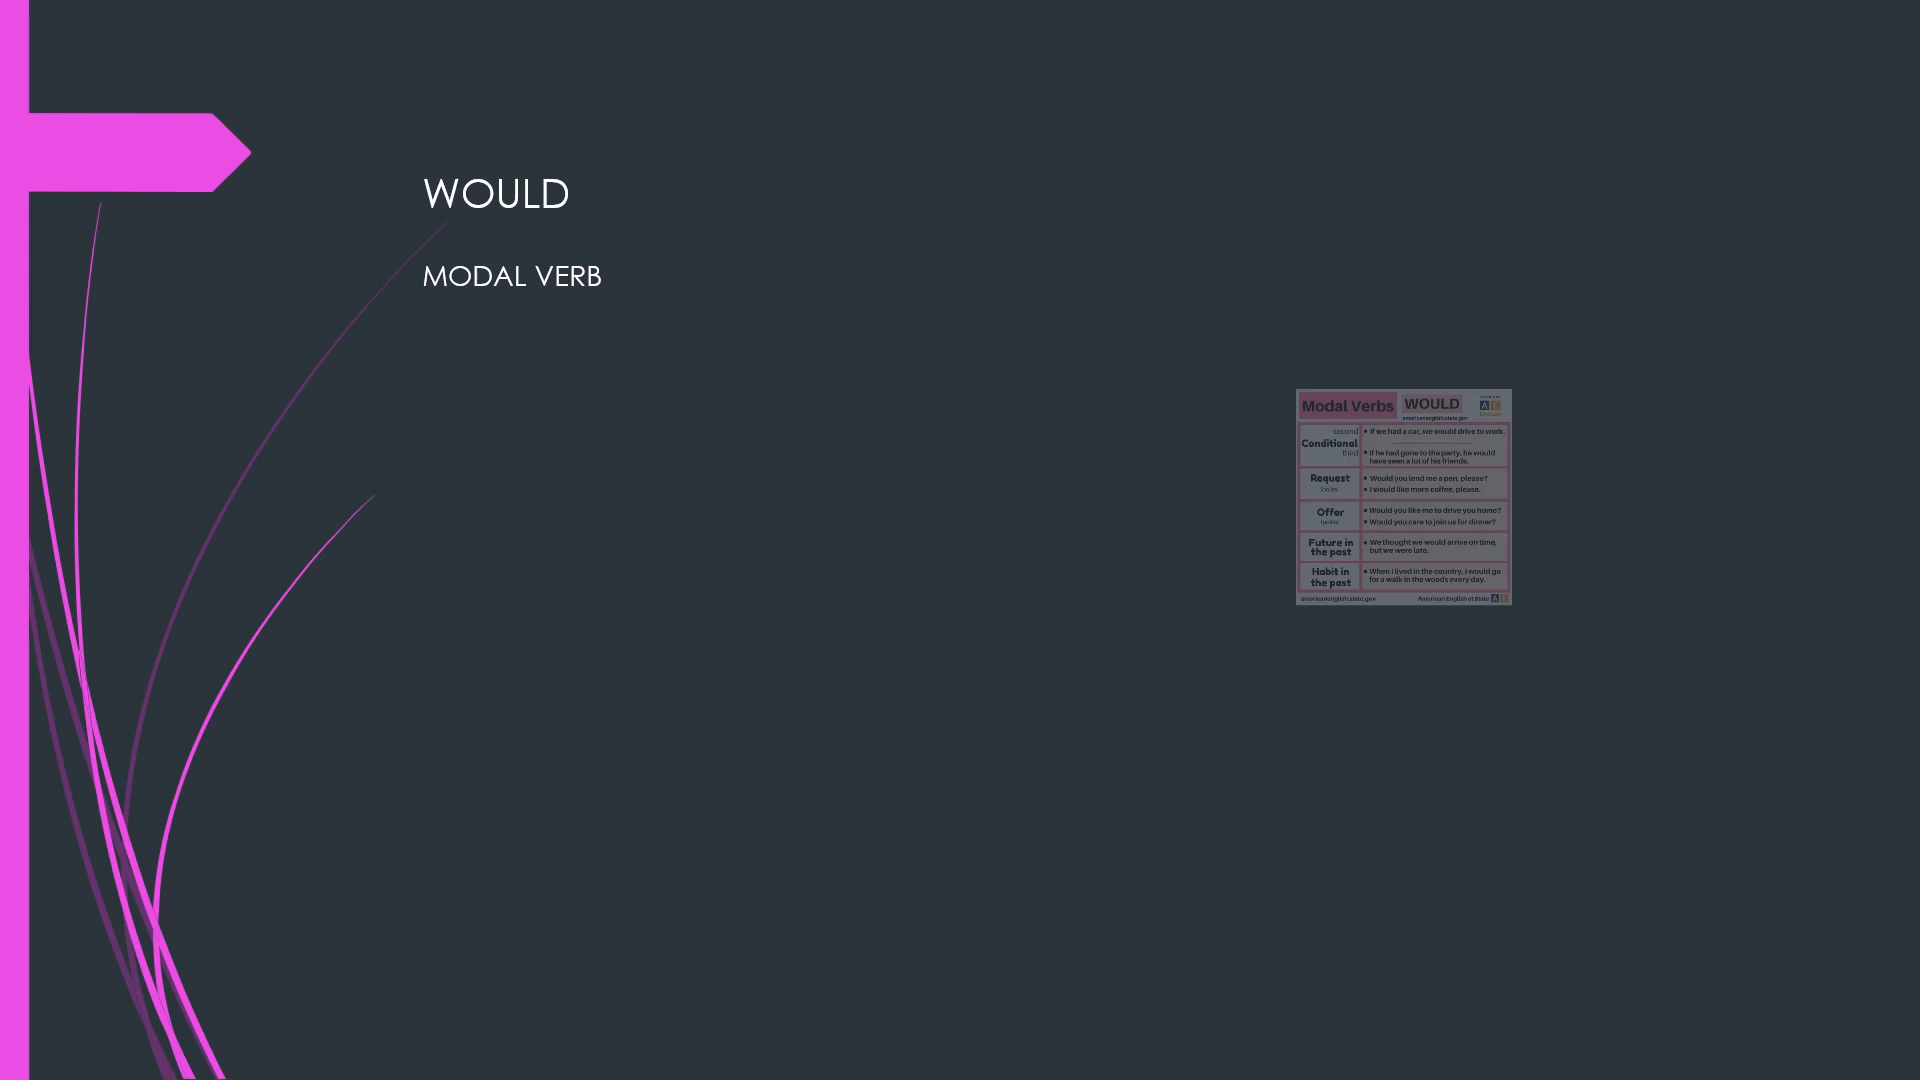 WOULD
MODAL VERB
Modal Verbs
WOULD
americanenglish.state.gov
American
A E
second
Conditional
third
• If we had a car, we would drive to work.
• If he had gone to the party, he would
have seen a lot of his friends.
Request
• Would you lend me a pen, please?
• I would like more coffee, please.
Offer
• Would you like me to drive you home?
• Would you care to join us for dinner?
Future in
the past
• We thought we would arrive on time,
but we were late.
Habit in
the past
• When I lived in the country, I would go
for a walk in the woods every day.
americanenglish.state.gov
American English at State A E